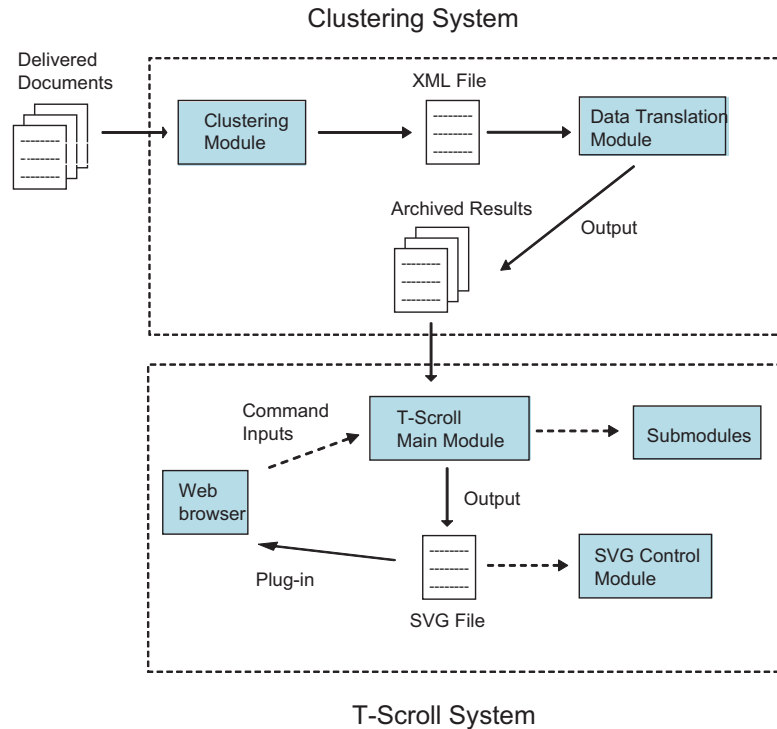 Clustering System
Delivered
Documents
XML File
Clustering
Module
Data Translation
Module
Archived Results
Output
Command
Inputs
T-Scroll
Main Module
Submodules
Web
browser
Output
Plug-in
SVG Control
Module
SVG File
T-Scroll System